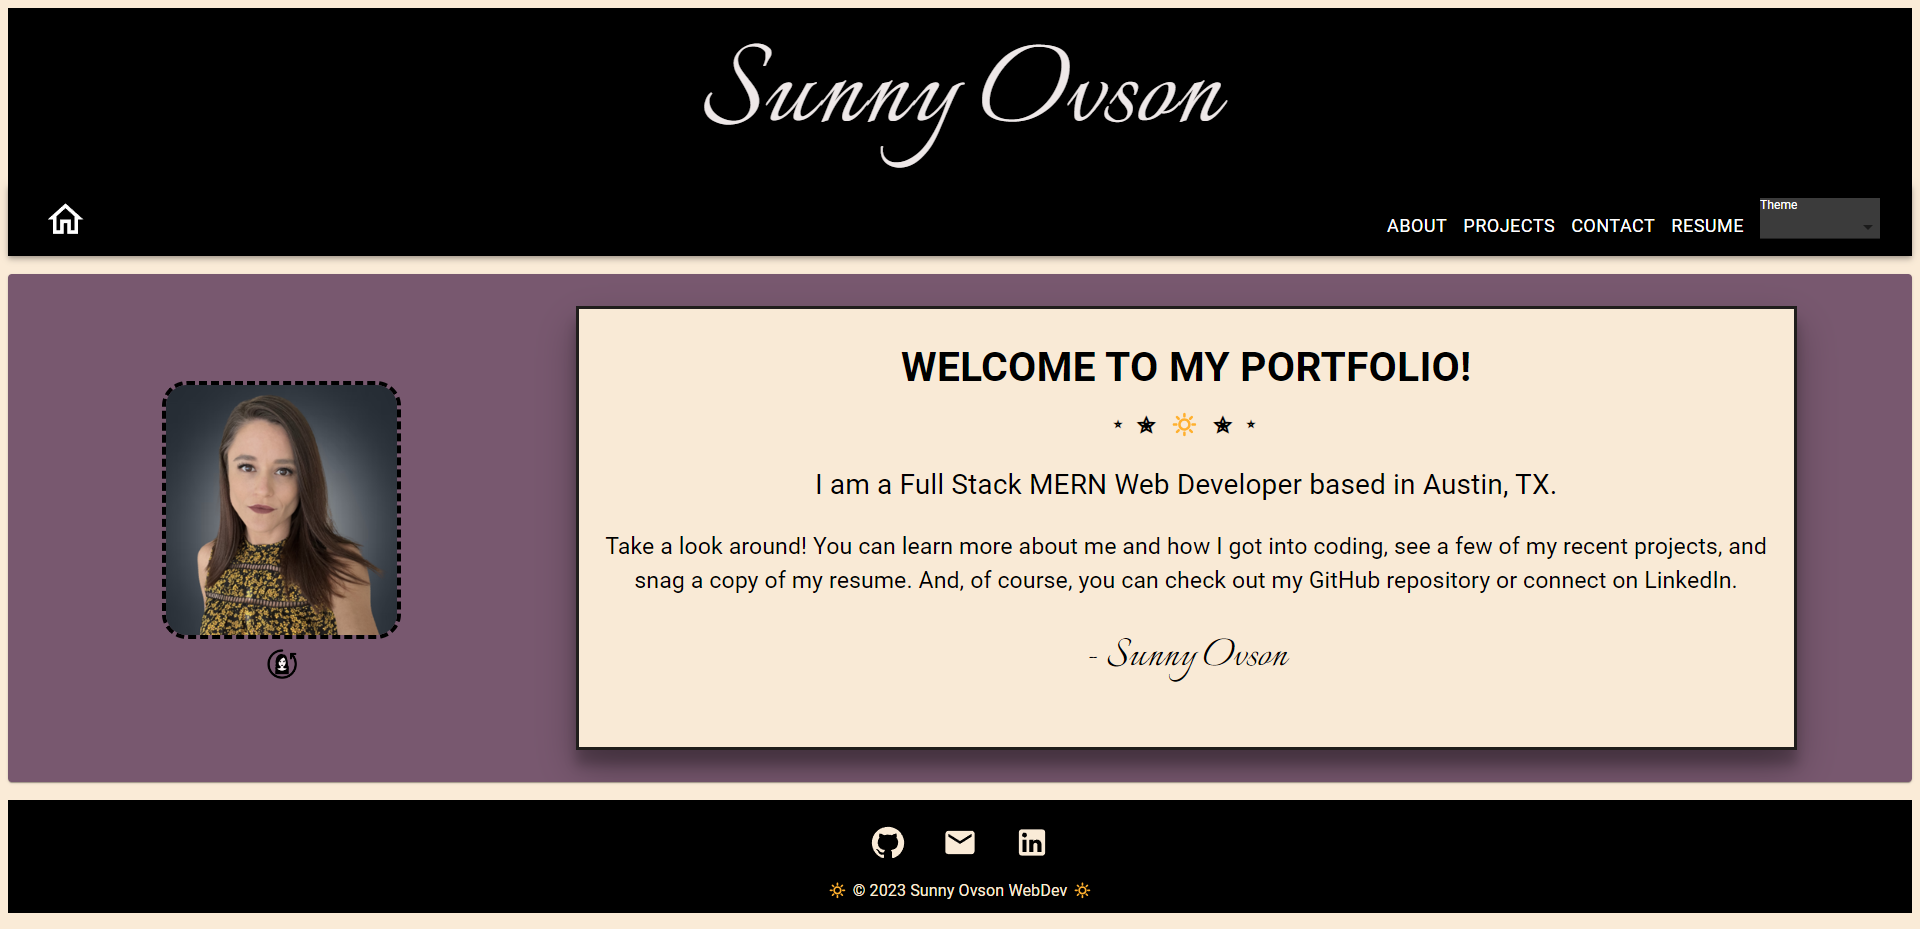 Sunny Ovson
Theme
ABOUT PROJECTS CONTACT RESUME
WELCOME TO MY PORTFOLIO!
I am a Full Stack MERN Web Developer based in Austin, TX.
Take a look around! You can learn more about me and how I got into coding, see a few of my recent projects, and
snag a copy of my resume. And, of course, you can check out my GitHub repository or connect on LinkedIn.
- Sunny Ovson
in
© 2023 Sunny Ovson WebDev